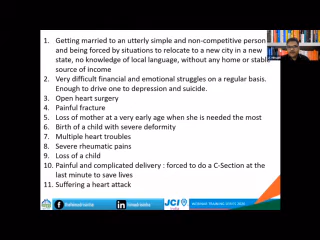 1. Getting married to an utterly simple and non-competitive person
and being forced by situations to relocate to a new city in a new
state, no knowledge of local language, without any home or stable
source of income
2. Very difficult financial and emotional struggles on a regular basis.
Enough to drive one to depression and suicide.
3. Open heart surgery
4. Painful fracture
5. Loss of mother at a very early age when she is needed the most
6. Birth of a child with severe deformity
7. Multiple heart troubles
8. Severe rheumatic pains
9. Loss of a child
10. Painful and complicated delivery : forced to do a C-Section at the
last minute to save lives
11. Suffering a heart attack
JCI